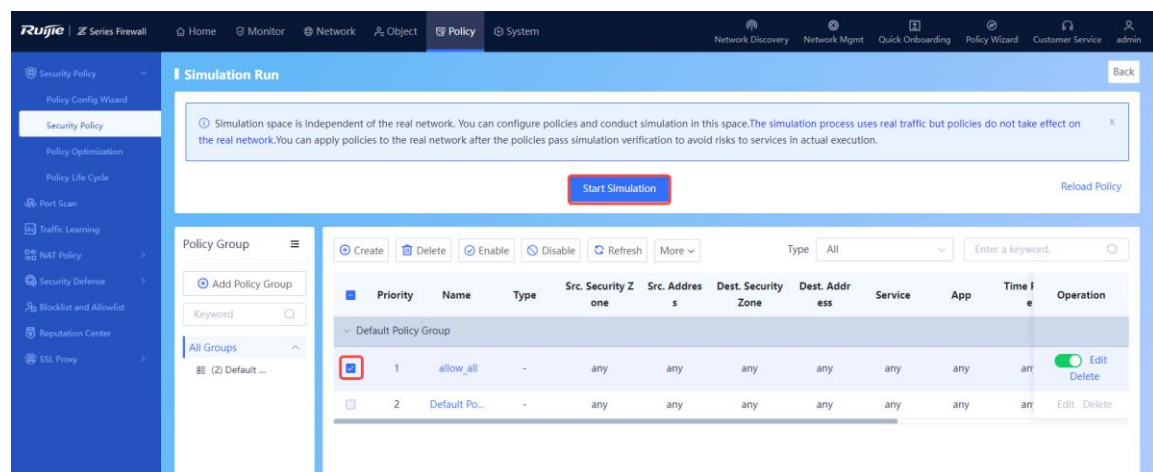 Ruijie | Z Series Firewall
Home Monitor Network Object Policy System
Network Discovery Network Mgmt Quick Onboarding Policy Wizard Customer Service admin
Security Policy
Policy Config Wizard
Security Policy
Policy Optimization
Policy Life Cycle
Port Scan
Traffic Learning
NAT Policy
Security Defense
Blocklist and Allowlist
Reputation Center
SSL Proxy
Simulation Run
Back
Simulation space is independent of the real network. You can configure policies and conduct simulation in this space.The simulation process uses real traffic but policies do not take effect on X
the real network.You can apply policies to the real network after the policies pass simulation verification to avoid risks to services in actual execution.
Start Simulation
Reload Policy
Policy Group
Add Policy Group
Keyword
All Groups
(2) Default ...
Create Delete Enable Disable Refresh More Type All Enter a keyword.
Priority Name Type Src. Security Z Src. Addres Dest. Security Dest. Addr Service App Time Operation
one s Zone ess e
Default Policy Group
1 allow_all - any any any any any any an Edit
Delete
2 Default Po... - any any any any any any an Edit Delete